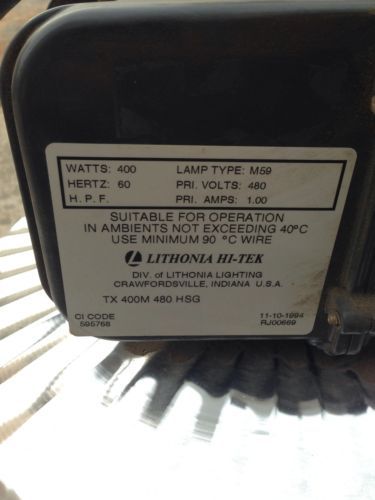 WATTS: 400 LAMP TYPE: M59
HERTZ: 60 PRI. VOLTS: 480
H. P. F. PRI. AMPS: 1.00
SUITABLE FOR OPERATION
IN AMBIENTS NOT EXCEEDING 40°C
USE MINIMUM 90 °C WIRE
LITHONIA HI-TEK
DIV. OF LITHONIA LIGHTING
CRAWFORDSVILLE, INDIANA U.S.A.
TX 400M 480 HSG
CI CODE 11-10-1994
595768 RJ00669